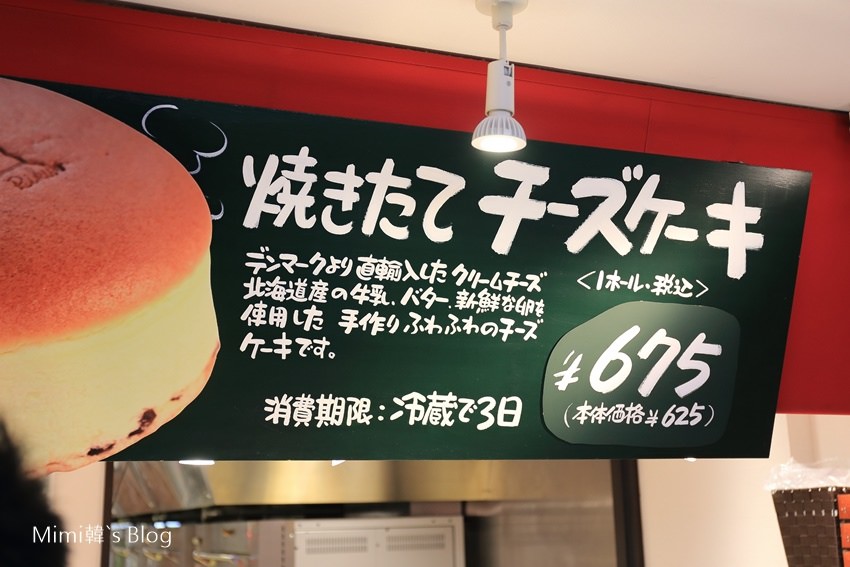 焼きたてチーズケーキ
デンマークより直輸入したクリームチーズ
北海道産の牛乳、バター、新鮮な卵を
使用した 手作りふわふわのチーズ
ケーキです。
<1ホール・税込>
¥675
(本体価格¥625)
消費期限:冷蔵で3日
Mimi韓`s Blog